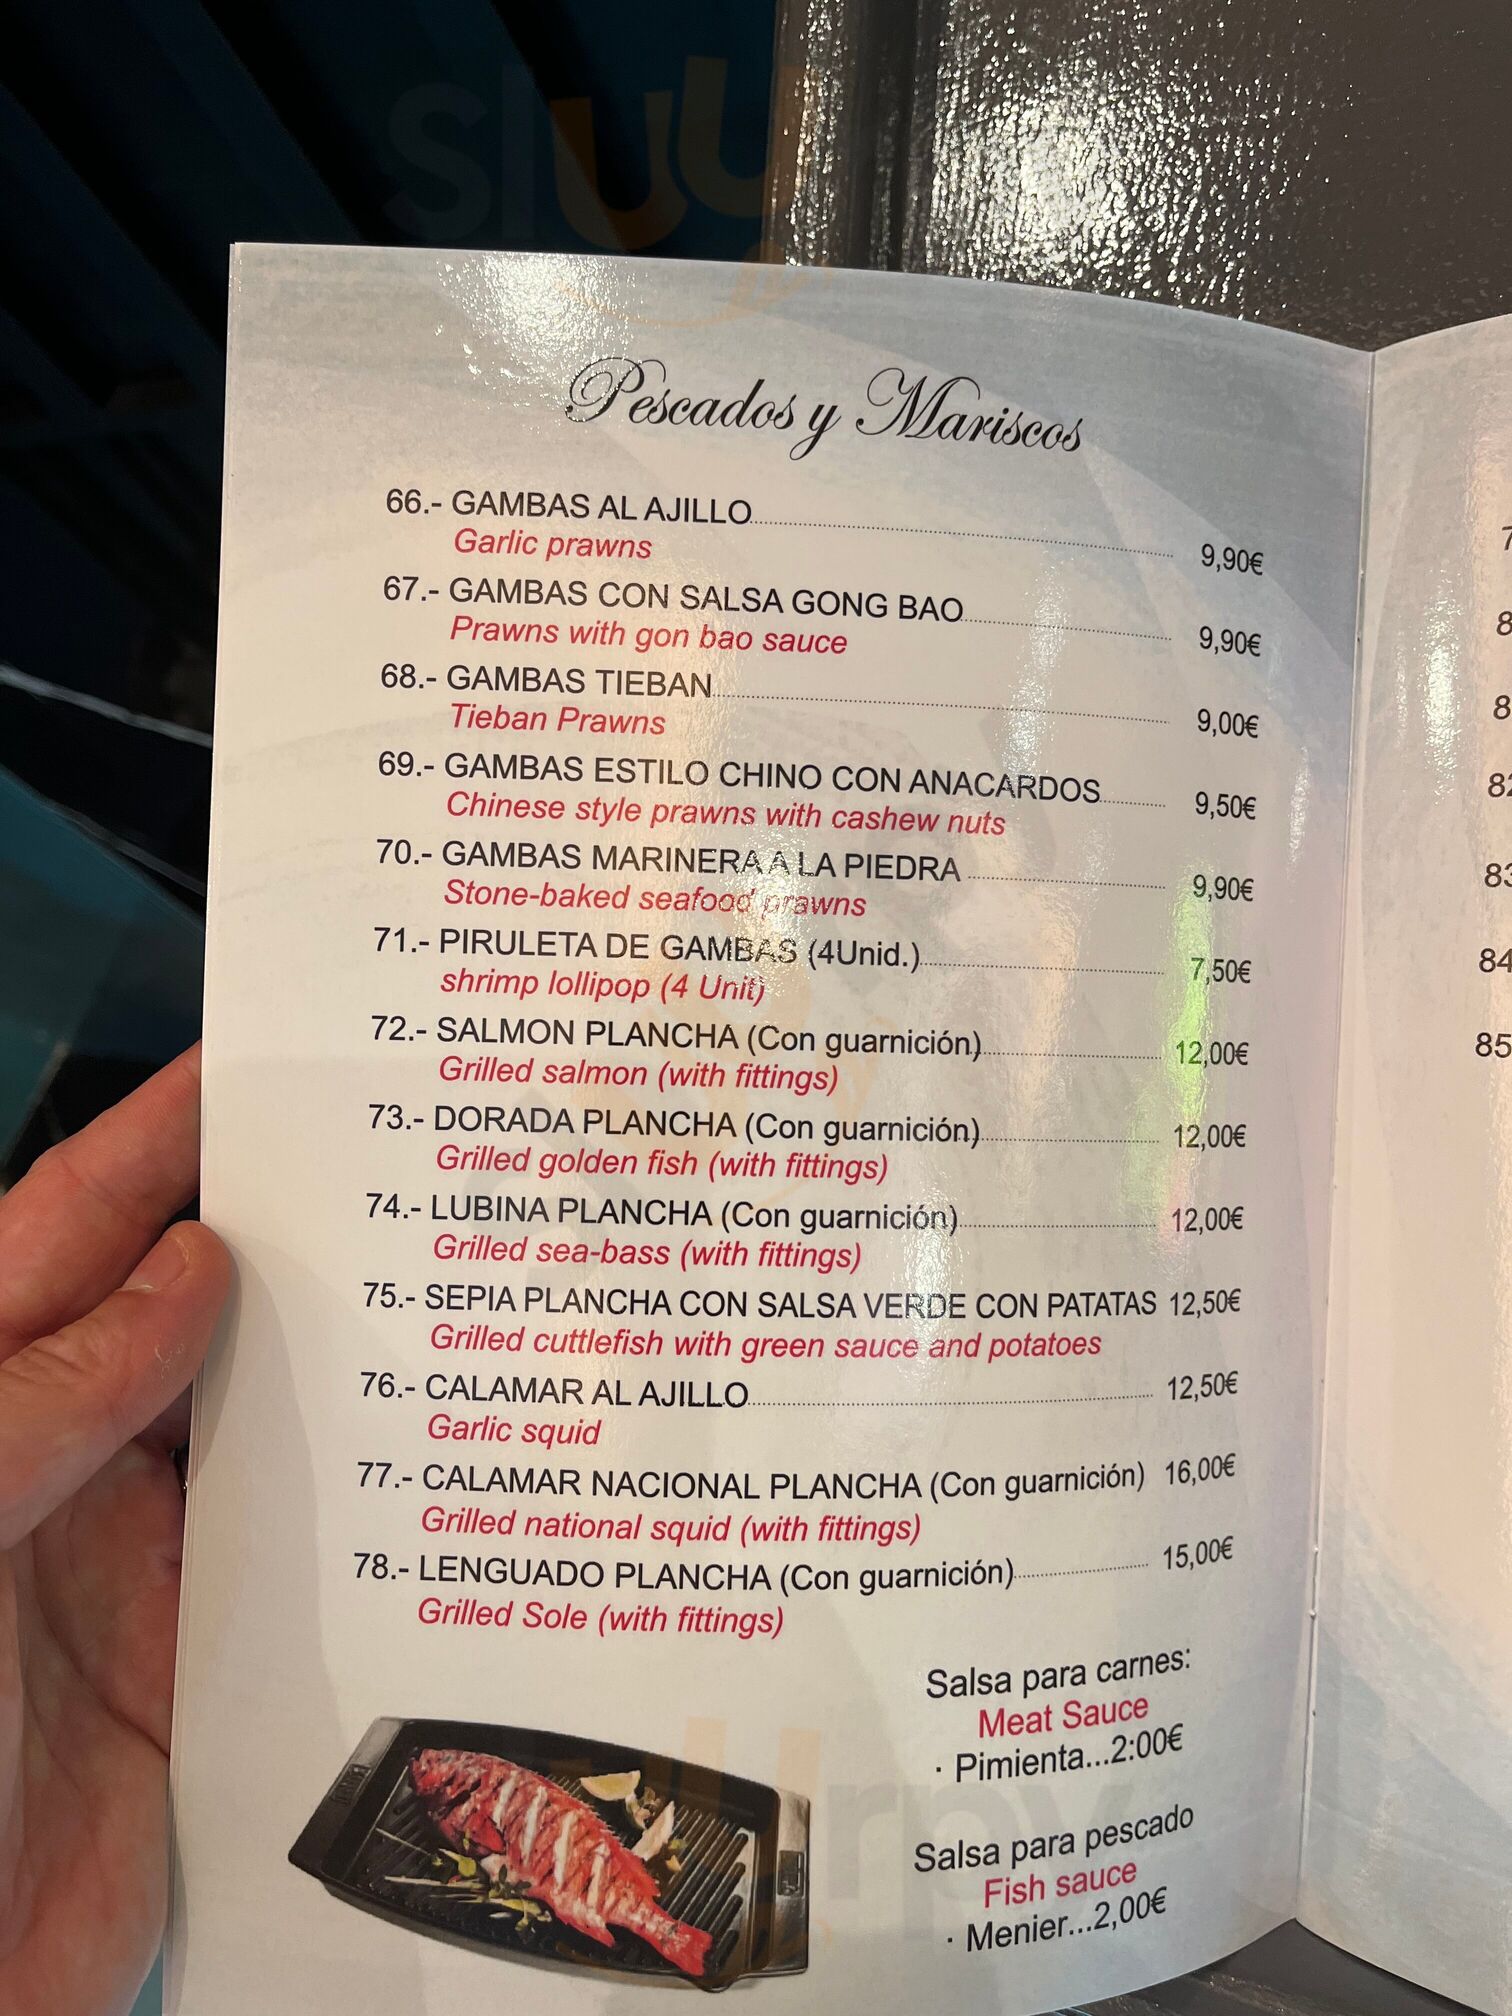 Pescados y Mariscos
66.- GAMBAS AL AJILLO 9,90€
Garlic prawns
67.- GAMBAS CON SALSA GONG BAO 9,90€
Prawns with gon bao sauce
68.- GAMBAS TIEBAN 9,00€
Tieban Prawns
69.- GAMBAS ESTILO CHINO CON ANACARDOS 9,50€
Chinese style prawns with cashew nuts
70.- GAMBAS MARINERA A LA PIEDRA 9,90€
Stone-baked seafood prawns
71.- PIRULETA DE GAMBAS (4Unid.) 7,50€
shrimp lollipop (4 Unit)
72.- SALMON PLANCHA (Con guarnición) 12,00€
Grilled salmon (with fittings)
73.- DORADA PLANCHA (Con guarnición) 12,00€
Grilled golden fish (with fittings)
74.- LUBINA PLANCHA (Con guarnición) 12,00€
Grilled sea-bass (with fittings)
75.- SEPIA PLANCHA CON SALSA VERDE CON PATATAS 12,50€
Grilled cuttlefish with green sauce and potatoes
76.- CALAMAR AL AJILLO 12,50€
Garlic squid
77.- CALAMAR NACIONAL PLANCHA (Con guarnición) 16,00€
Grilled national squid (with fittings)
78.- LENGUADO PLANCHA (Con guarnición) 15,00€
Grilled Sole (with fittings)
Salsa para carnes:
Meat Sauce
· Pimienta...2:00€
Salsa para pescado
Fish sauce
· Menier...2,00€
82
83
84
85